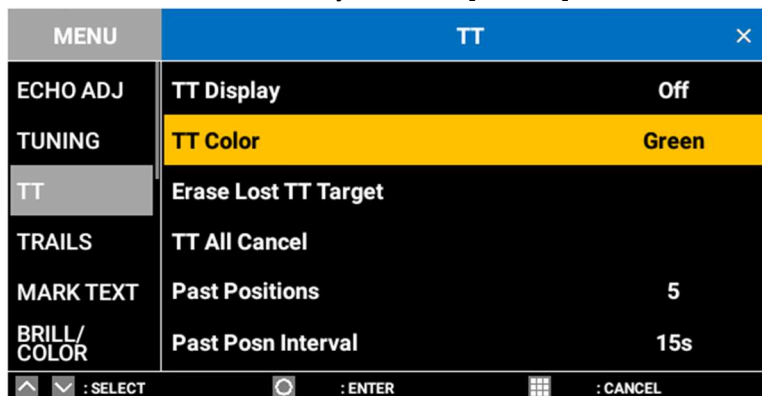 MENU TT ×
ECHO ADJ TT Display Off
TUNING TT Color Green
TT Erase Lost TT Target
TRAILS TT All Cancel
MARK TEXT Past Positions 5
BRILL/
COLOR Past Posn Interval 15s
: SELECT : ENTER : CANCEL